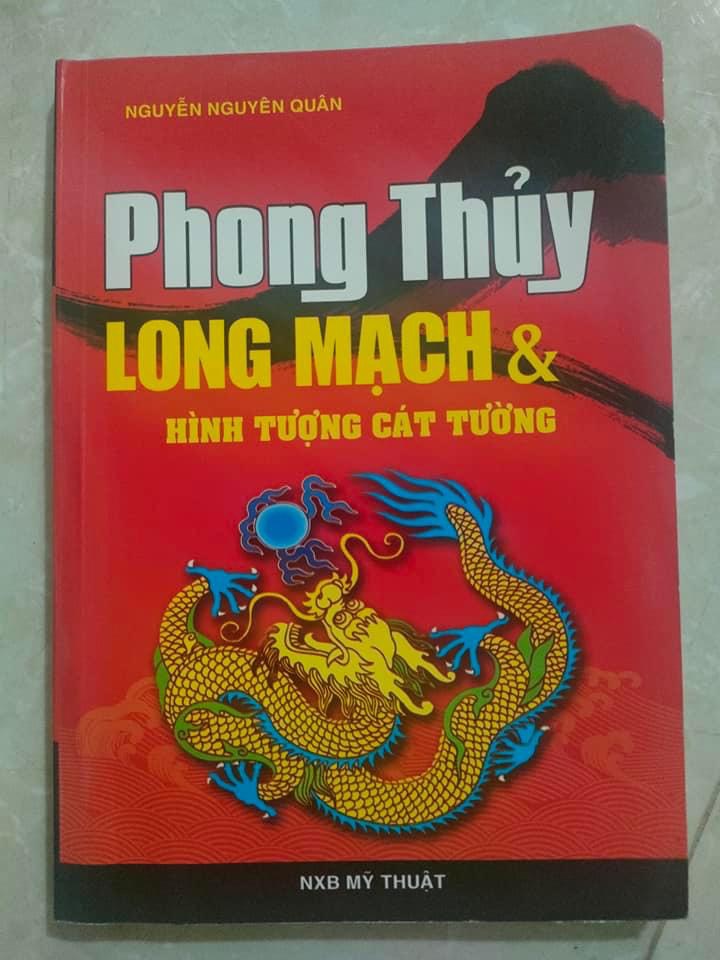 NGUYỄN NGUYÊN QUÂN
Phong Thủy
LONG MẠCH &
HÌNH TƯỢNG CÁT TƯỜNG
NXB MỸ THUẬT